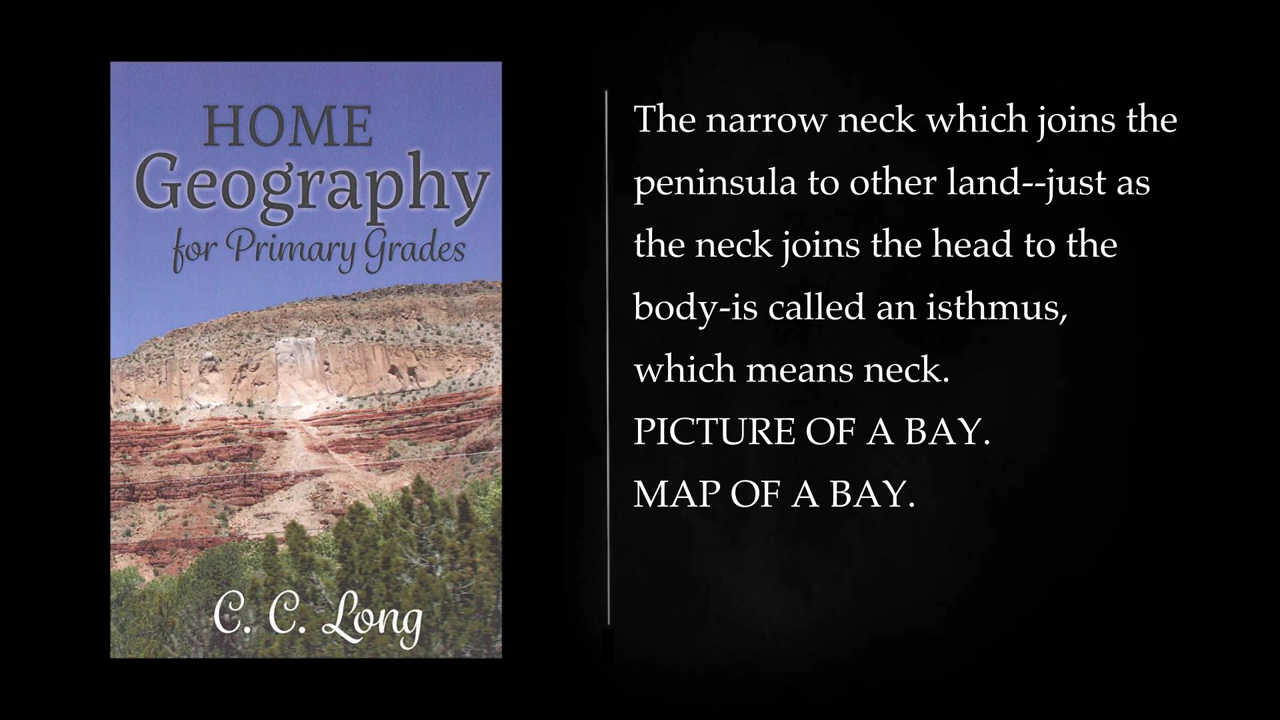 HOME
Geography
for Primary Grades
C. C. Long
The narrow neck which joins the
peninsula to other land--just as
the neck joins the head to the
body-is called an isthmus,
which means neck.
PICTURE OF A BAY.
MAP OF A BAY.